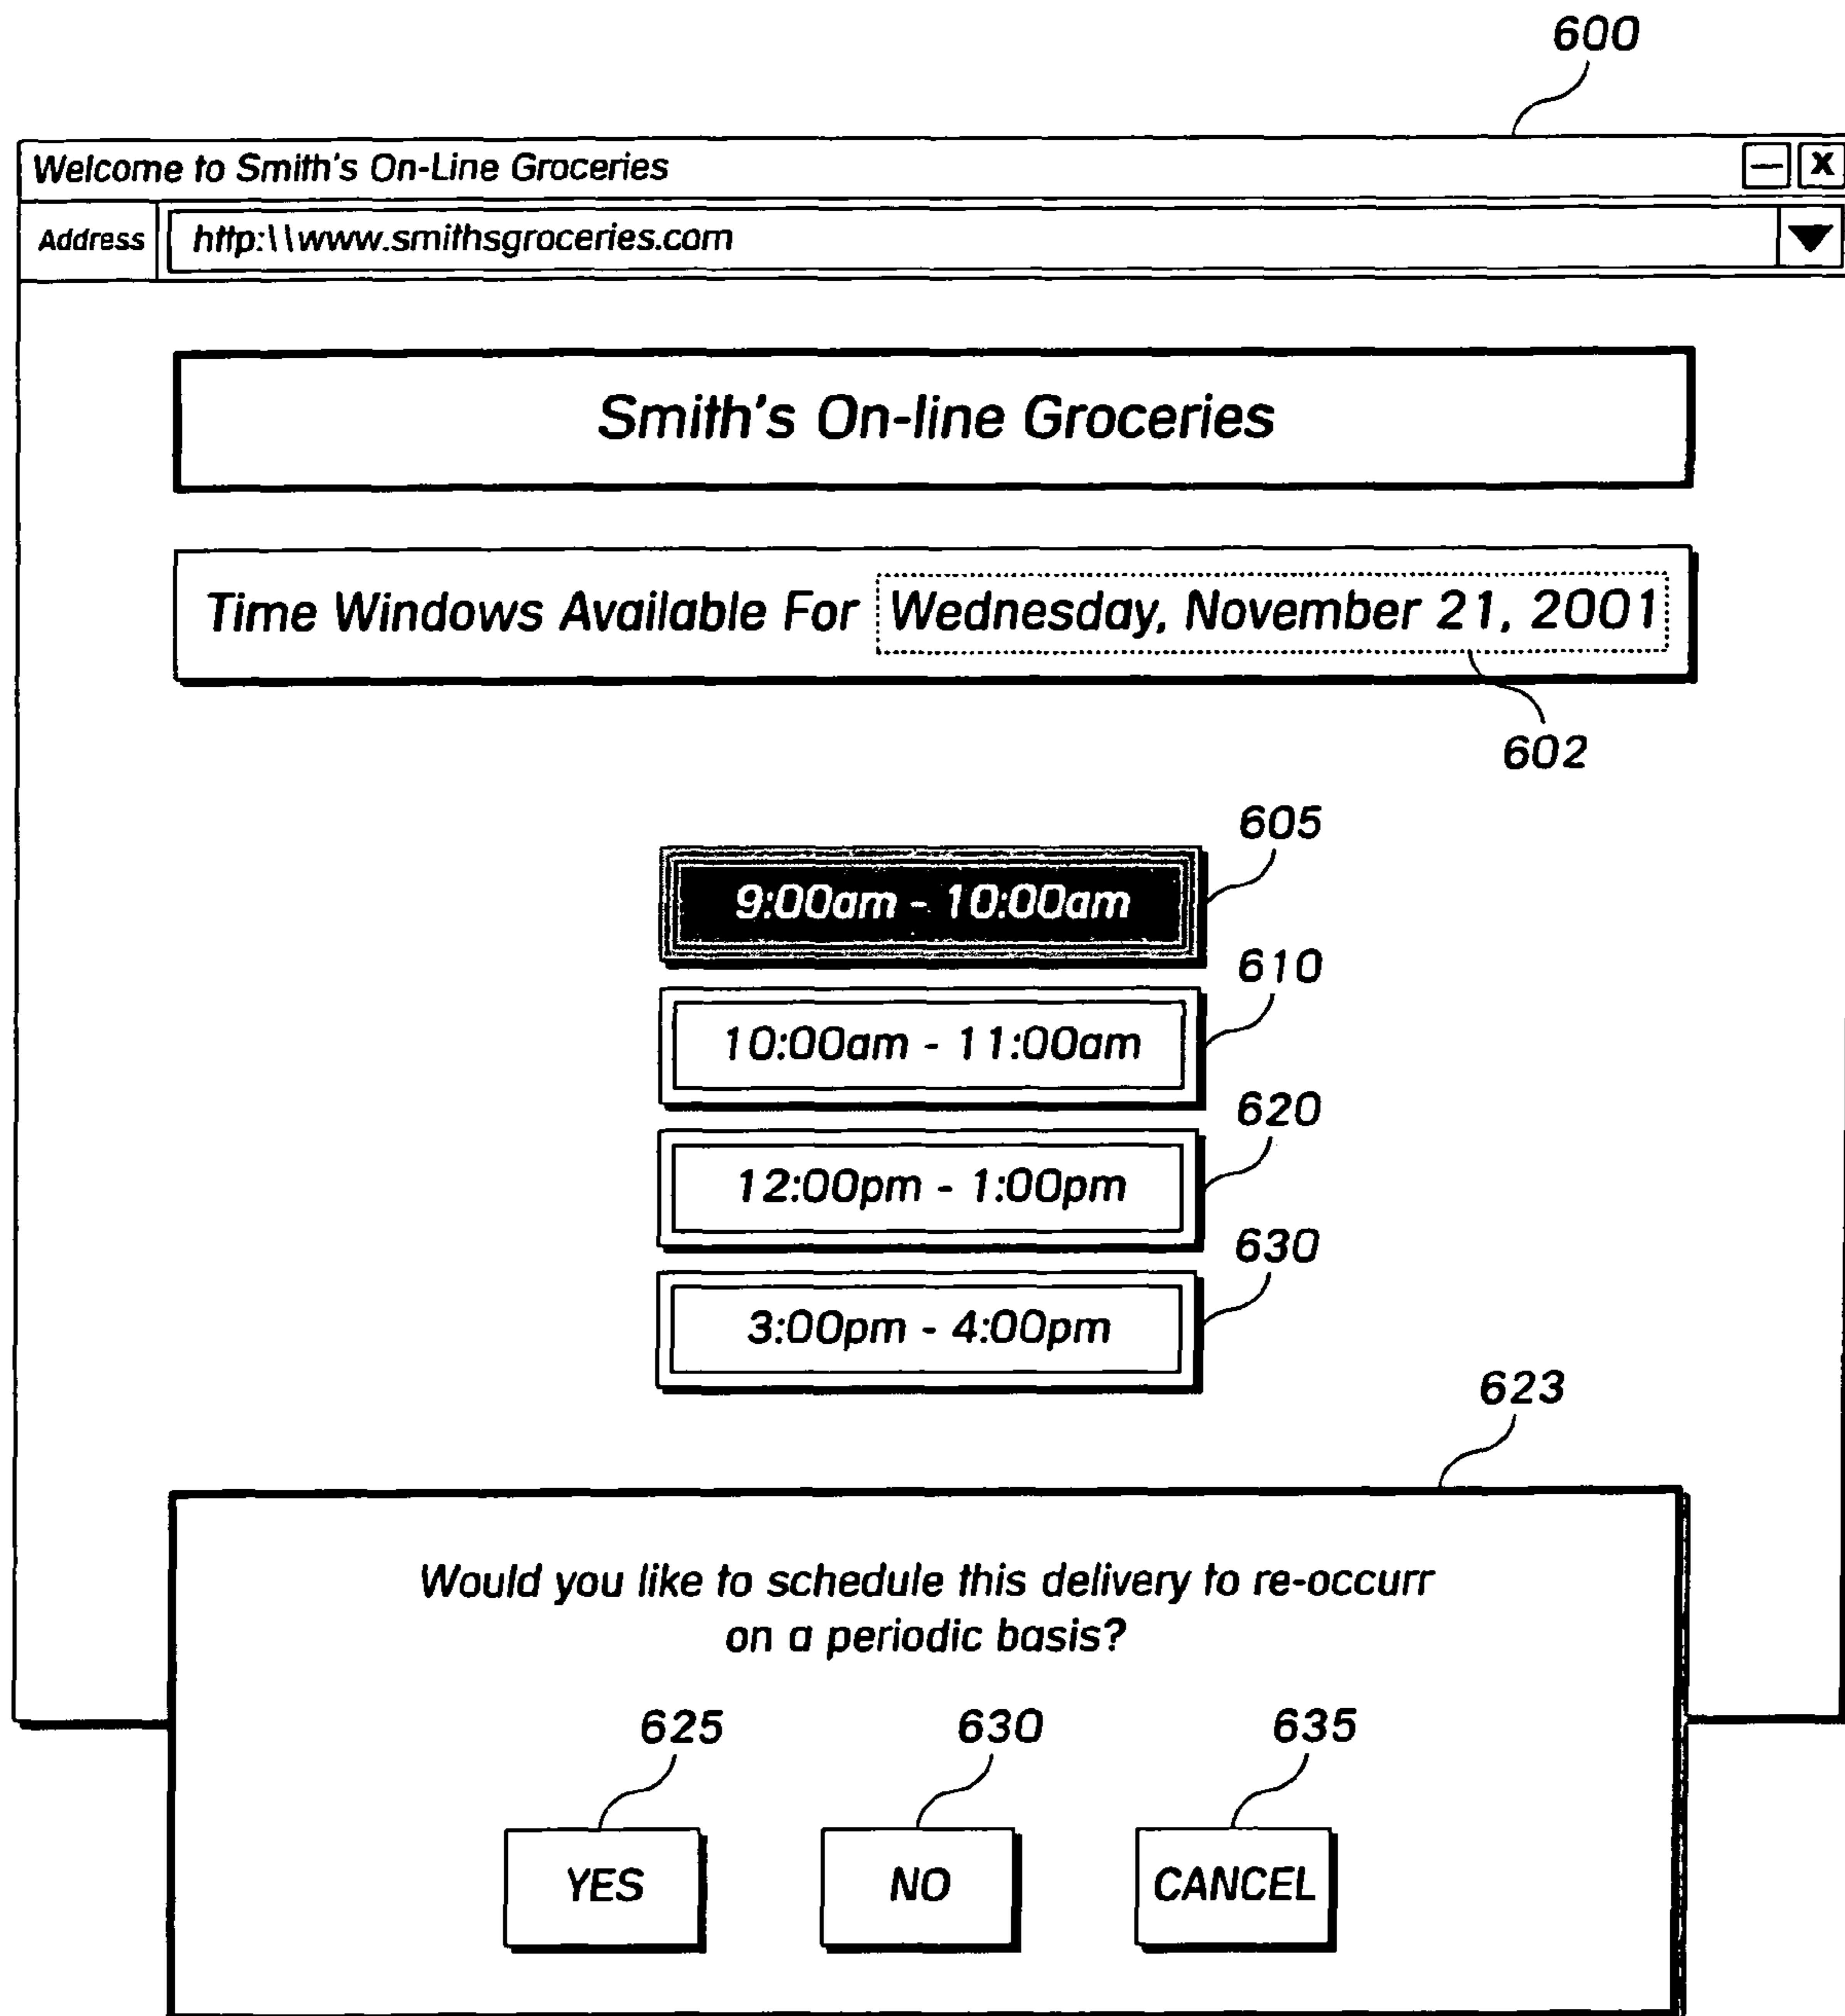 600
Welcome to Smith's On-Line Groceries
— X
Address http:\\www.smithsgroceries.com
Smith's On-line Groceries
Time Windows Available For Wednesday, November 21, 2001
602
605
9:00am - 10:00am
610
10:00am - 11:00am
620
12:00pm - 1:00pm
630
3:00pm - 4:00pm
623
Would you like to schedule this delivery to re-occurr
on a periodic basis?
625 630 635
YES NO CANCEL